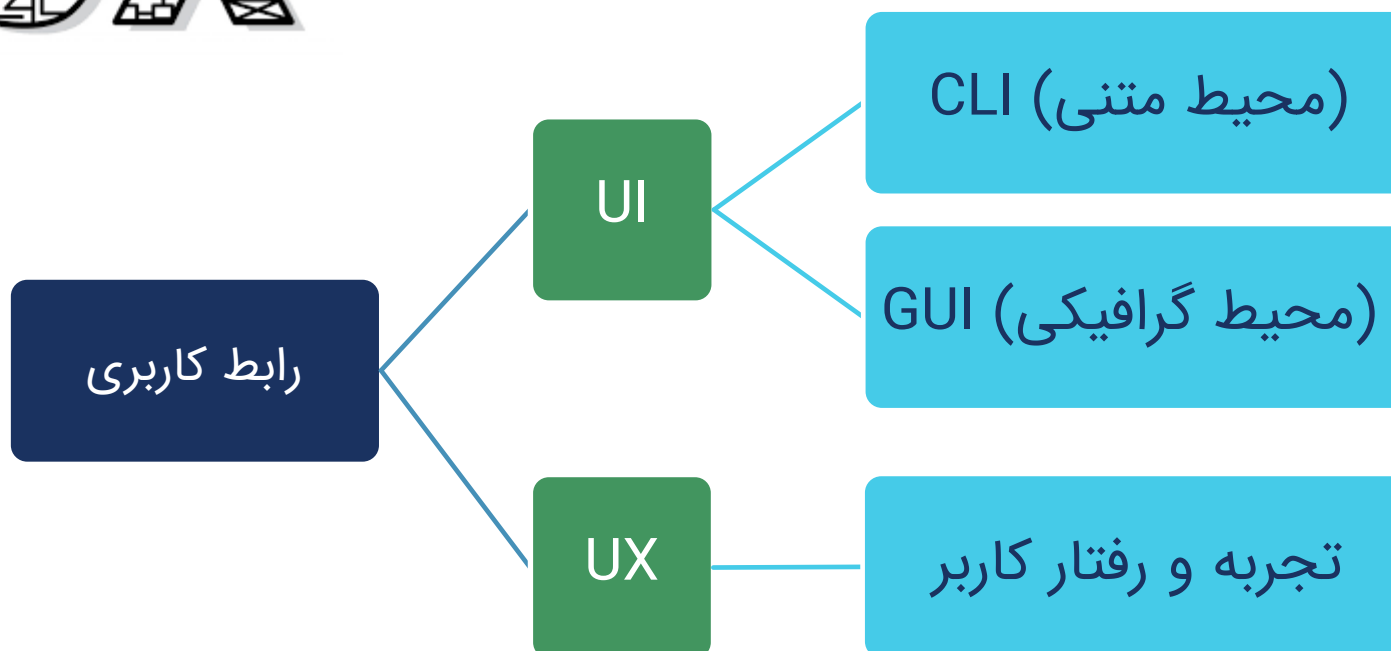 رابط کاربری
UI
CLI (محیط متنی)
GUI (محیط گرافیکی)
UX
تجربه و رفتار کاربر